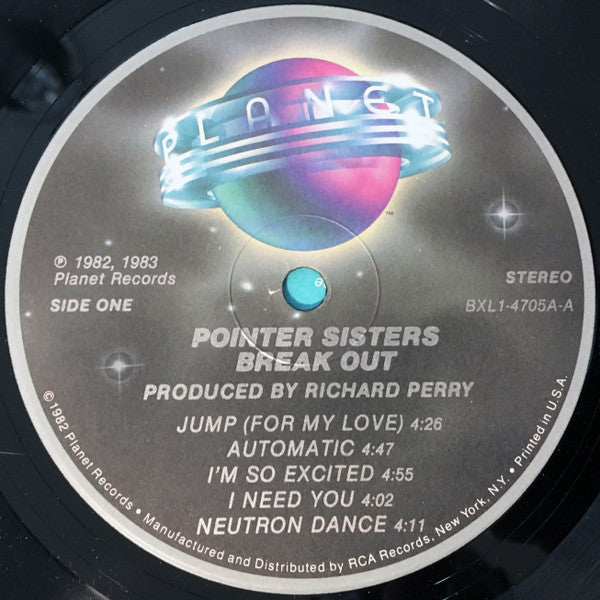 PLANET
™
℗ 1982, 1983
Planet Records
SIDE ONE
STEREO
BXL1-4705A-A
POINTER SISTERS
BREAK OUT
PRODUCED BY RICHARD PERRY
JUMP (FOR MY LOVE) 4:26
AUTOMATIC 4:47
I'M SO EXCITED 4:55
I NEED YOU 4:02
NEUTRON DANCE 4:11
©1982 Planet Records • Manufactured and Distributed by RCA Records, New York, N.Y. • Printed in U.S.A.